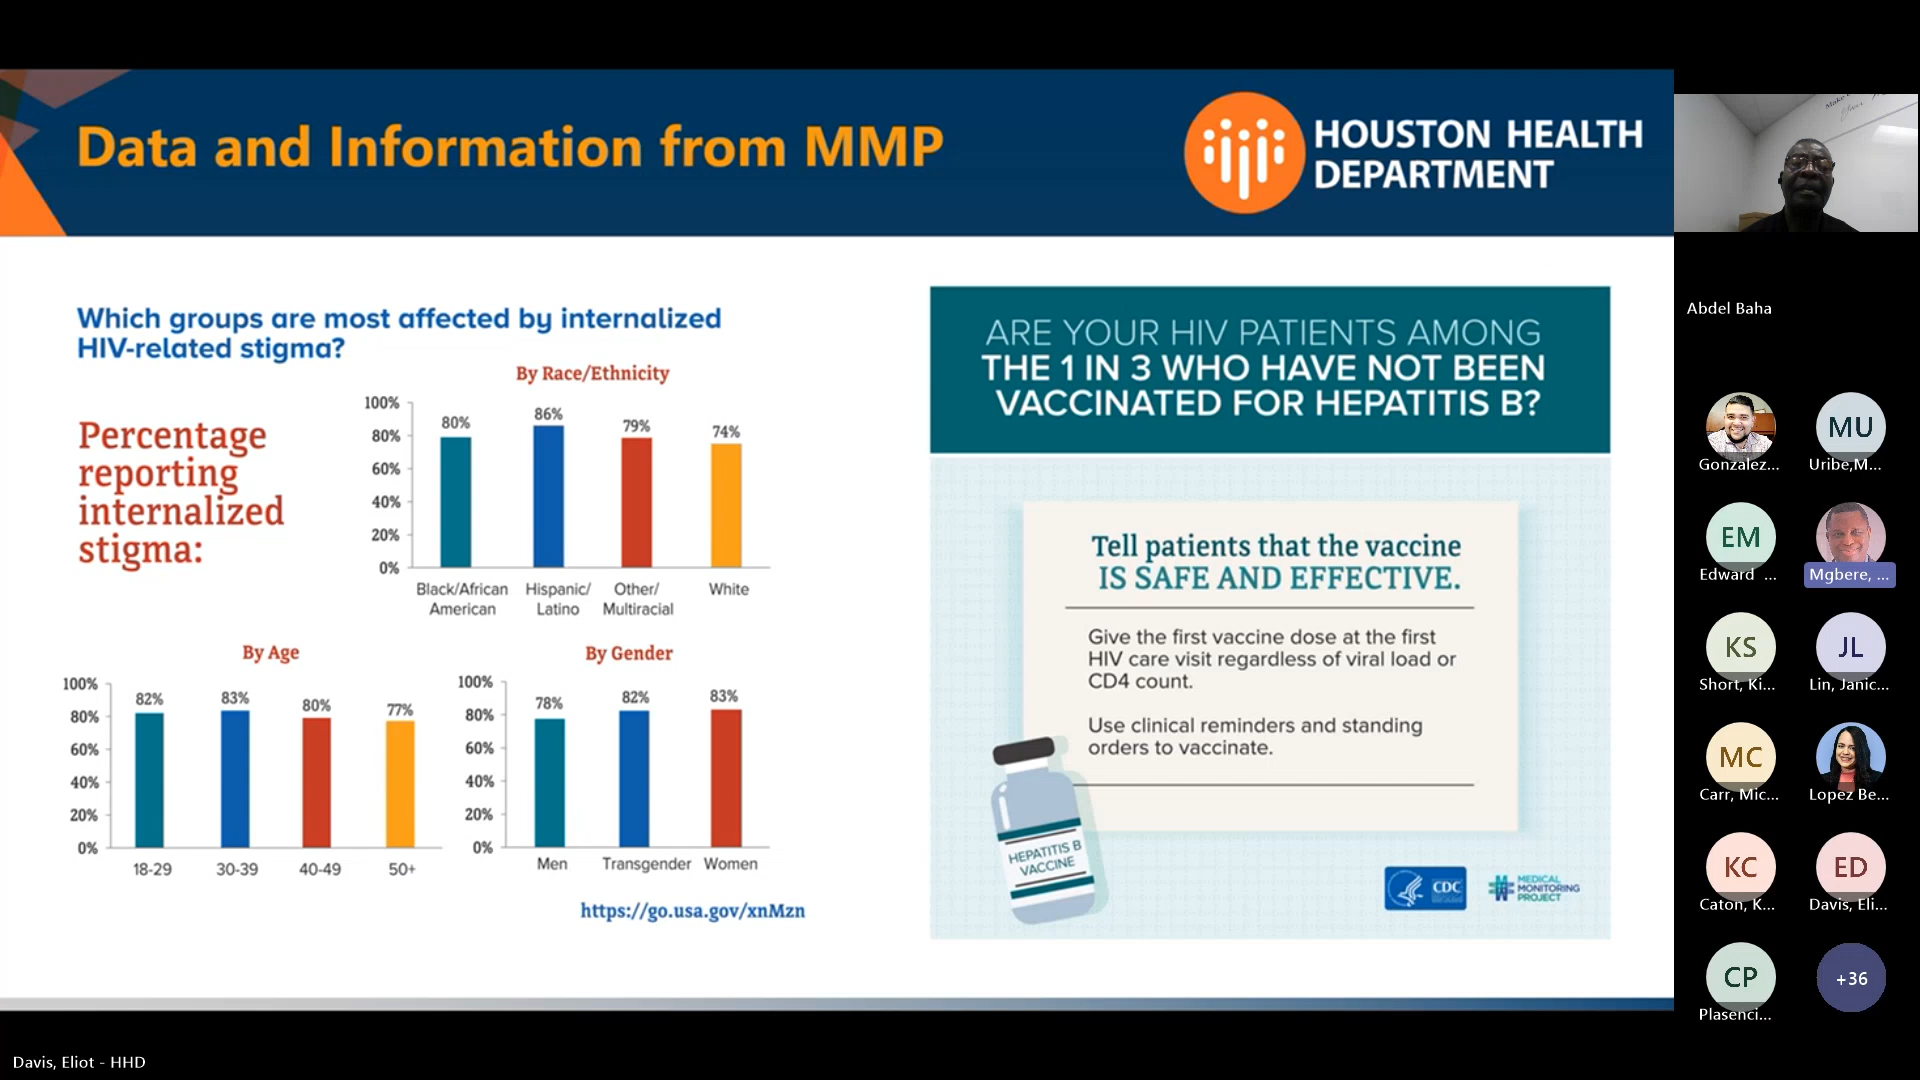 Data and Information from MMP
HOUSTON HEALTH
DEPARTMENT
Which groups are most affected by internalized
HIV-related stigma?
Percentage
reporting
internalized
stigma:
By Race/Ethnicity
100%
80%
60%
40%
20%
0%
80%
86%
79%
74%
Black/African
American
Hispanic/
Latino
Other/
Multiracial
White
By Age
100%
80%
60%
40%
20%
0%
82%
83%
80%
77%
18-29
30-39
40-49
50+
By Gender
100%
80%
60%
40%
20%
0%
78%
82%
83%
Men
Transgender
Women
https://go.usa.gov/xnMzn
ARE YOUR HIV PATIENTS AMONG
THE 1 IN 3 WHO HAVE NOT BEEN
VACCINATED FOR HEPATITIS B?
Tell patients that the vaccine
IS SAFE AND EFFECTIVE.
Give the first vaccine dose at the first
HIV care visit regardless of viral load or
CD4 count.
Use clinical reminders and standing
orders to vaccinate.
HEPATITIS B
VACCINE
CDC
MEDICAL
MONITORING
PROJECT
Abdel Baha
Gonzalez...
MU
Uribe,M...
EM
Edward ...
Mgbere, ...
KS
Short, Ki...
JL
Lin, Janic...
MC
Carr, Mic...
Lopez Be...
KC
Caton, K...
ED
Davis, Eli...
CP
Plasenci...
+36
Davis, Eliot - HHD